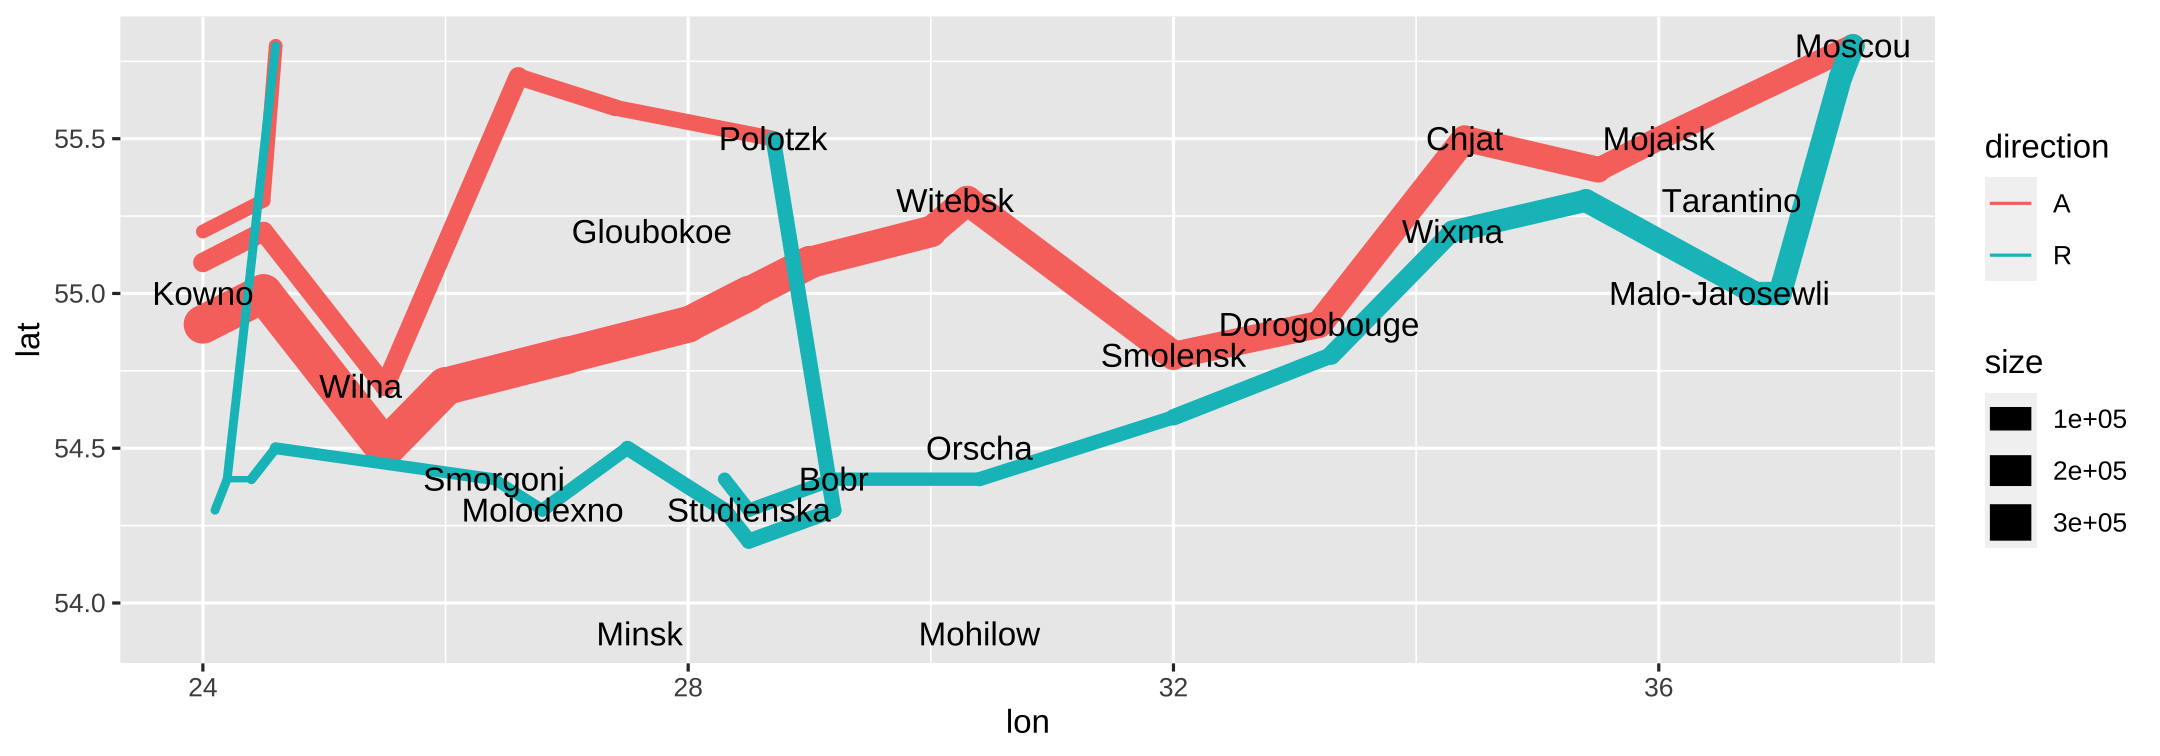 Moscou
Polotzk
Chjat
Mojaisk
Witebsk
Tarantino
Gloubokoe
Wixma
Kowno
Malo-Jarosewli
Dorogobouge
Smolensk
Wilna
Orscha
Smorgoni
Bobr
Molodexno
Studienska
Minsk
Mohilow
55.5
55.0
54.5
54.0
lat
24
28
32
36
lon
direction
A
R
size
1e+05
2e+05
3e+05